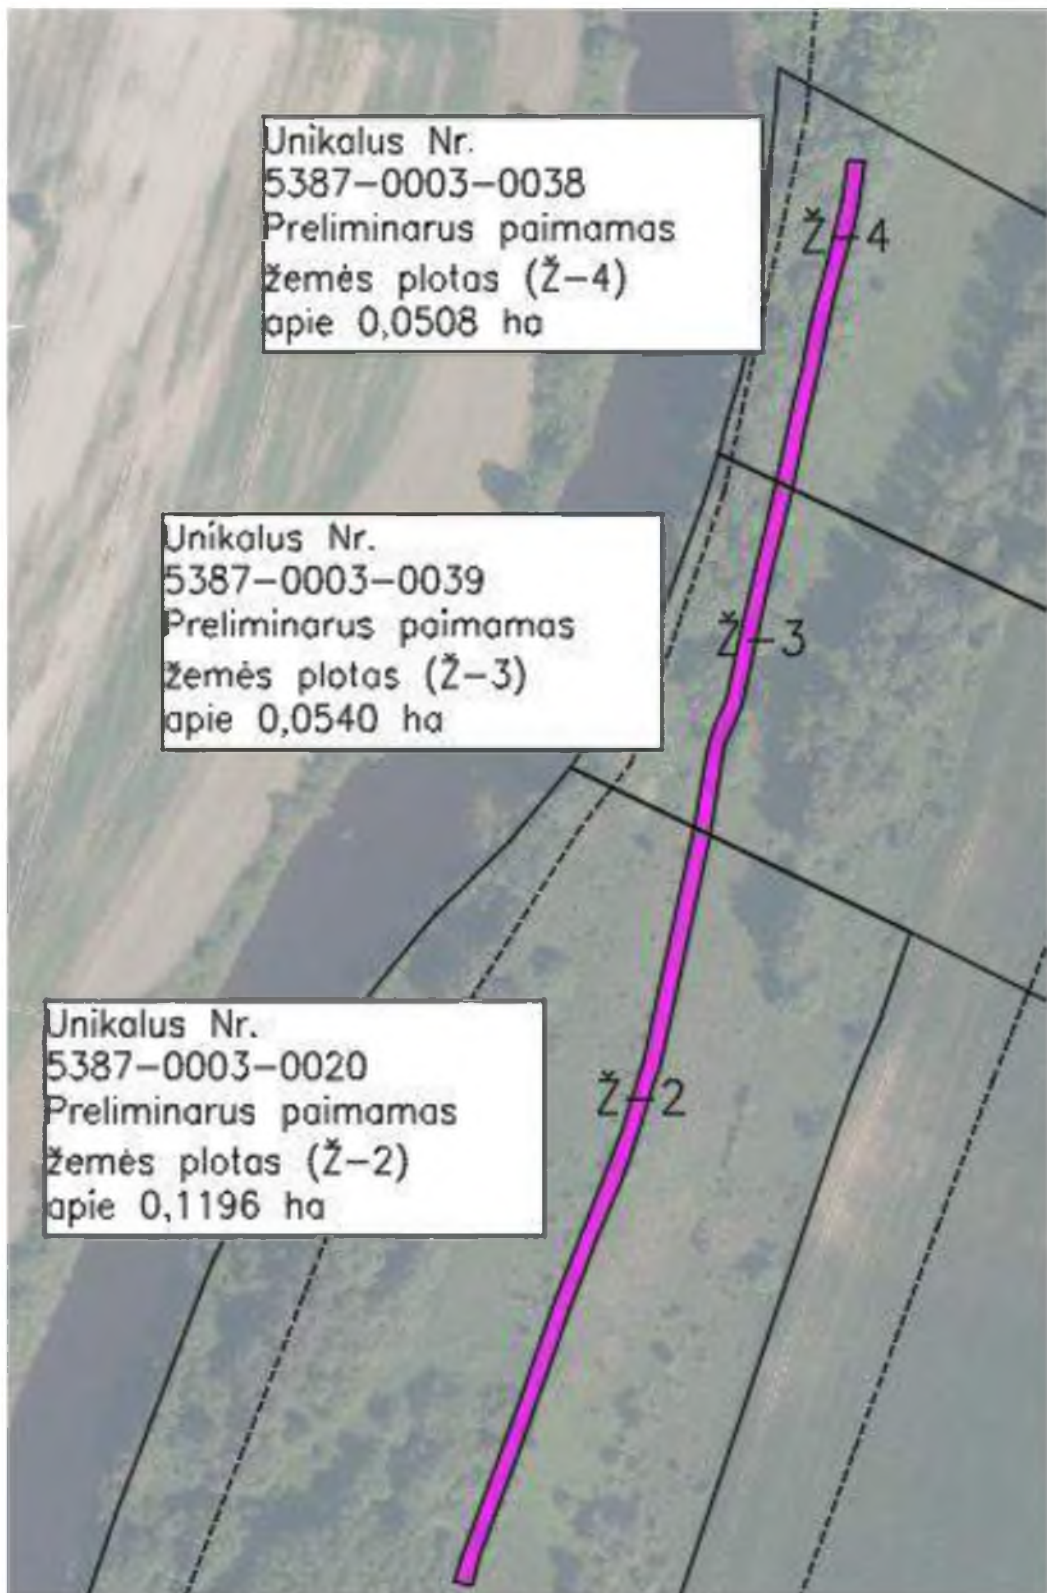 Unikalus Nr.
5387-0003-0038
Preliminarus paimamas
žemės plotas (Ž-4)
apie 0,0508 ha
Ž-4
Unikalus Nr.
5387-0003-0039
Preliminarus paimamas
žemės plotas (Ž-3)
apie 0,0540 ha
Ž-3
Unikalus Nr.
5387-0003-0020
Preliminarus paimamas
žemės plotas (Ž-2)
apie 0,1196 ha
Ž-2